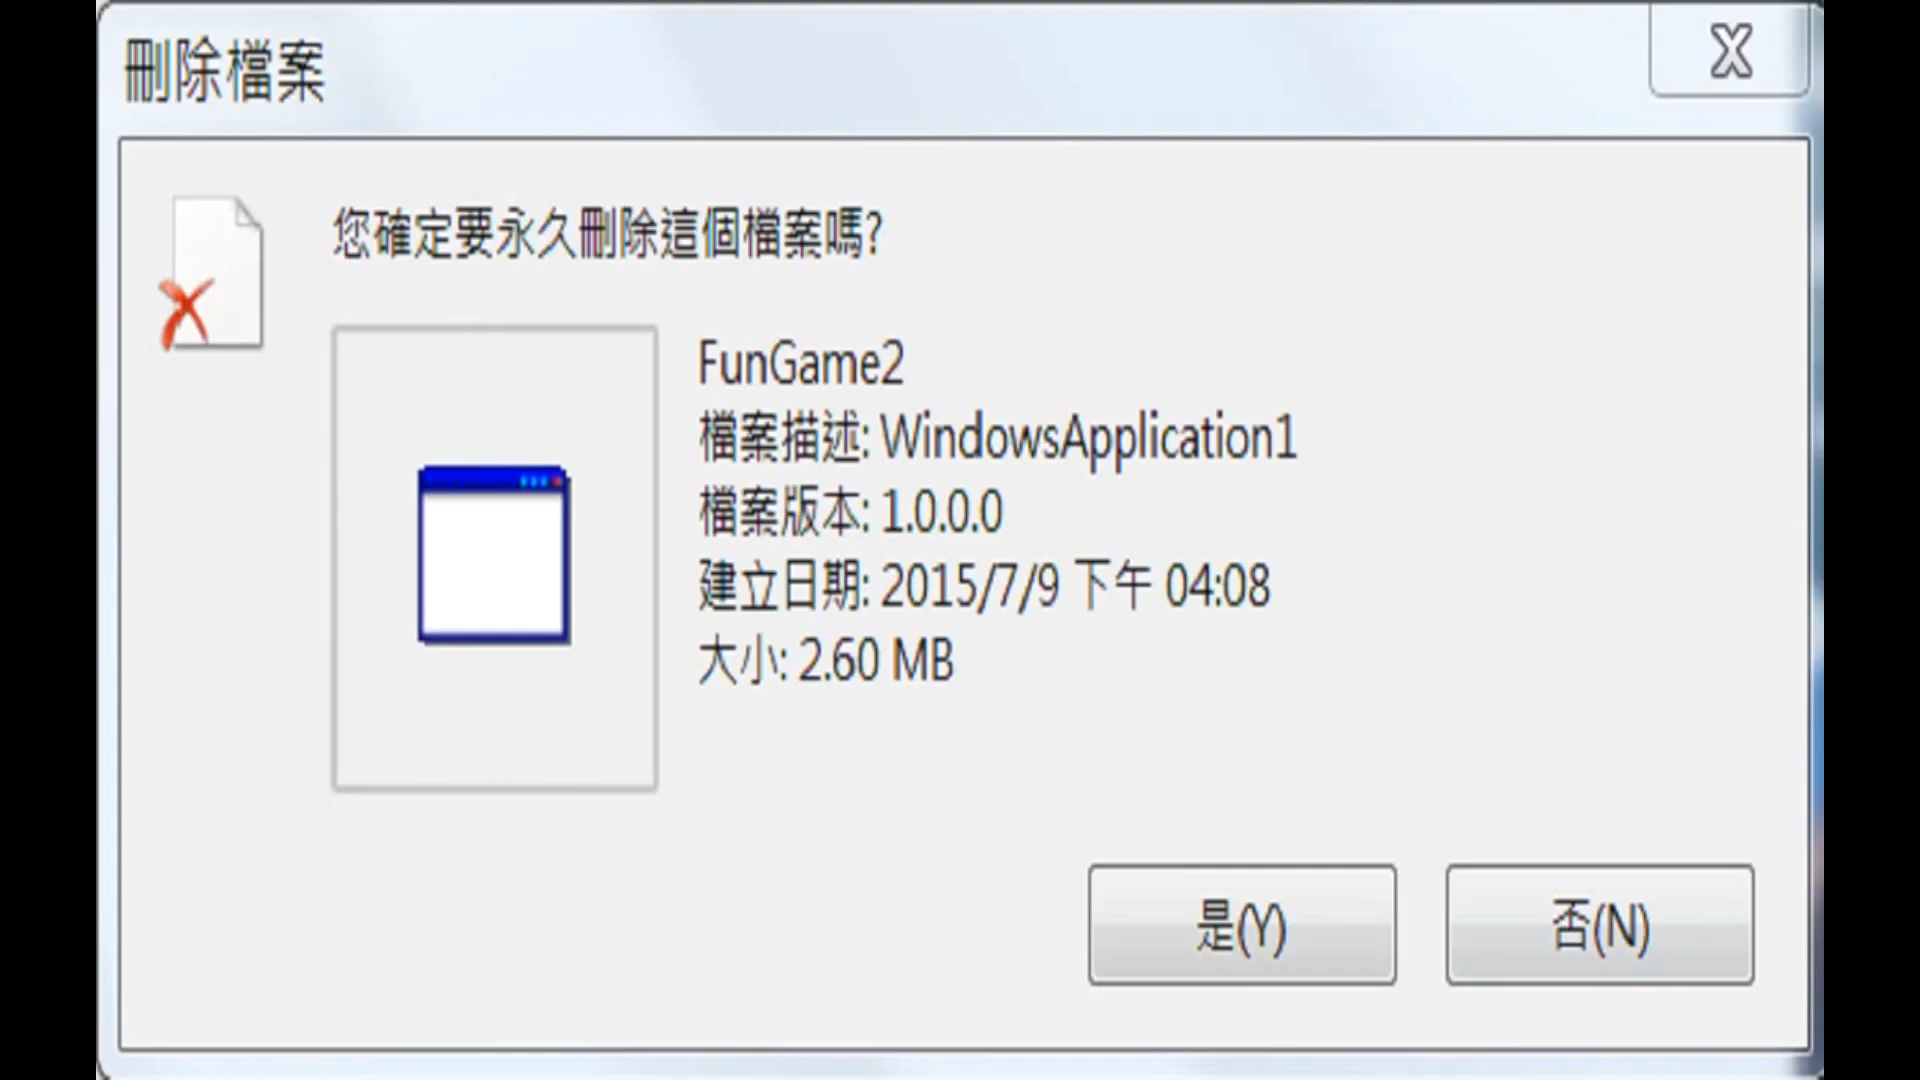 刪除檔案
X
您確定要永久刪除這個檔案嗎?
FunGame2
檔案描述: WindowsApplication1
檔案版本: 1.0.0.0
建立日期: 2015/7/9 下午 04:08
大小: 2.60 MB
是(Y)
否(N)